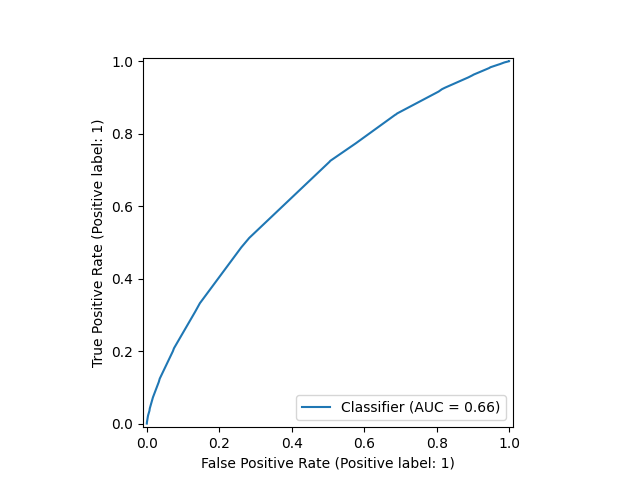 1.0
0.8
0.6
0.4
0.2
0.0
True Positive Rate (Positive label: 1)
Classifier (AUC = 0.66)
0.0 0.2 0.4 0.6 0.8 1.0
False Positive Rate (Positive label: 1)